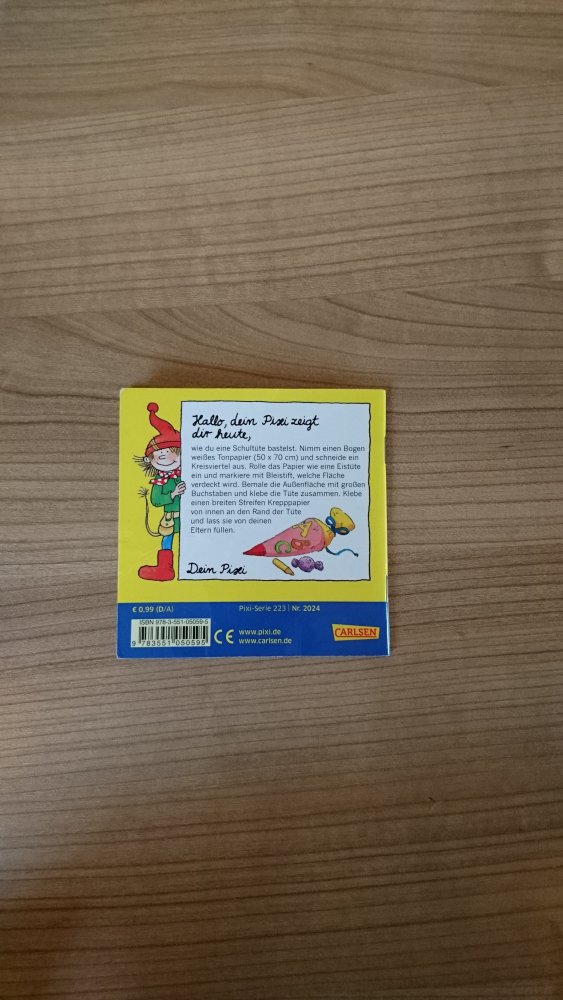 Hallo, dein Pixi zeigt
dir heute,
wie du eine Schultüte bastelst. Nimm einen Bogen
weißes Tonpapier (50 x 70 cm) und schneide ein
Kreisviertel aus. Rolle das Papier wie eine Eistüte
ein und markiere mit Bleistift, welche Fläche
verdeckt wird. Bemale die Außenfläche mit großen
Buchstaben und klebe die Tüte zusammen. Klebe
einen breiten Streifen Krepppapier
von innen an den Rand der Tüte
und lass sie von deinen
Eltern füllen.
Dein Pixi
€ 0,99 (D/A)
Pixi-Serie 223 | Nr. 2024
ISBN 978-3-551-05059-5
9 783551 050595
CE
www.pixi.de
www.carlsen.de
CARLSEN